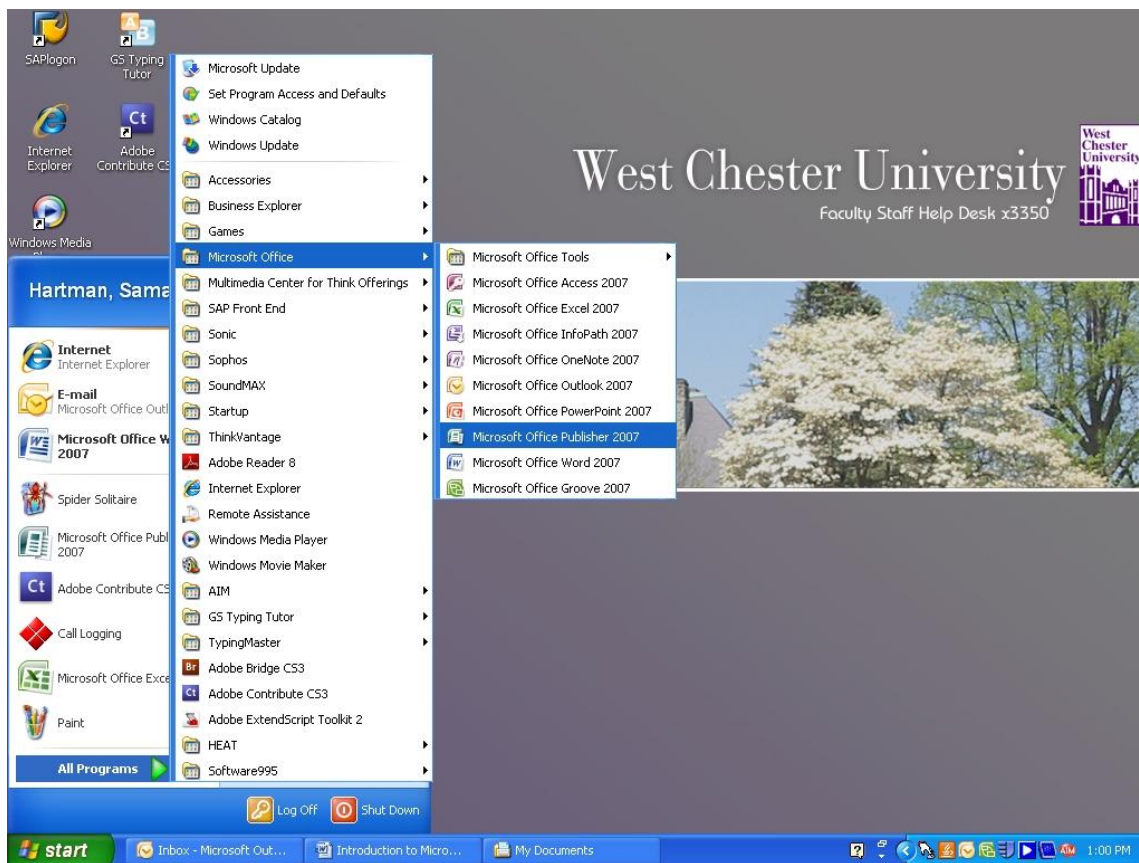 SAPlogon
GS Typing
Tutor
Internet
Explorer
Ct
Adobe
Contribute CS
Windows Media
West Chester University
Faculty Staff Help Desk x3350
West
Chester
University
Hartman, Sama
Internet
Internet Explorer
E-mail
Microsoft Office Outl
Microsoft Office W
2007
Spider Solitaire
Microsoft Office Publ
2007
Ct
Adobe Contribute CS
Call Logging
Microsoft Office Exce
Paint
All Programs
Microsoft Update
Set Program Access and Defaults
Windows Catalog
Windows Update
Accessories
Business Explorer
Games
Microsoft Office
Multimedia Center for Think Offerings
SAP Front End
Sonic
Sophos
SoundMAX
Startup
ThinkVantage
Adobe Reader 8
Internet Explorer
Remote Assistance
Windows Media Player
Windows Movie Maker
AIM
GS Typing Tutor
TypingMaster
Br Adobe Bridge CS3
Ct Adobe Contribute CS3
Adobe ExtendScript Toolkit 2
HEAT
Software995
Microsoft Office Tools
Microsoft Office Access 2007
Microsoft Office Excel 2007
Microsoft Office InfoPath 2007
Microsoft Office OneNote 2007
Microsoft Office Outlook 2007
Microsoft Office PowerPoint 2007
Microsoft Office Publisher 2007
Microsoft Office Word 2007
Microsoft Office Groove 2007
Log Off
Shut Down
start
Inbox - Microsoft Out...
Introduction to Micro...
My Documents
1:00 PM